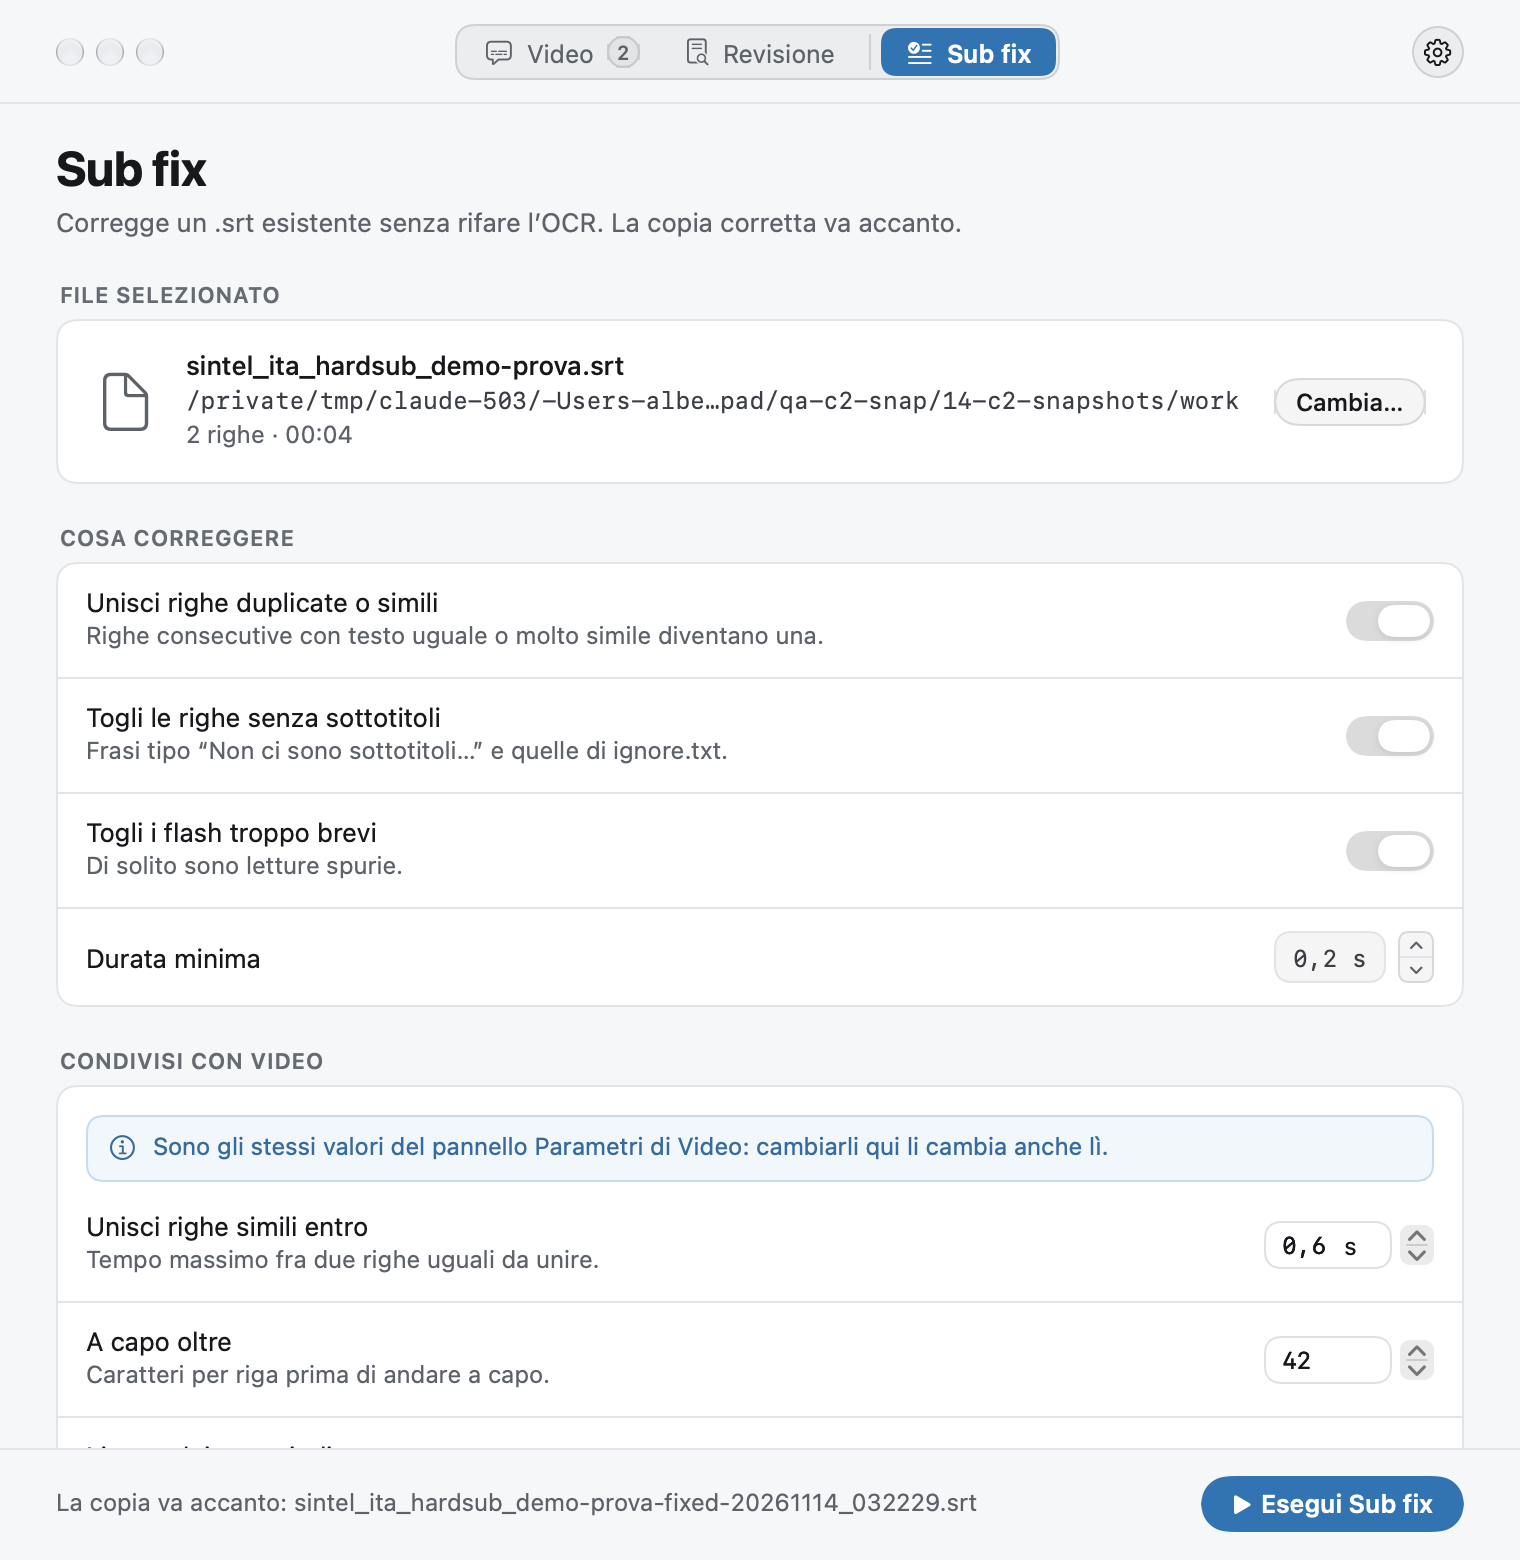 Video 2 Revisione Sub fix
Sub fix
Corregge un .srt esistente senza rifare l’OCR. La copia corretta va accanto.
FILE SELEZIONATO
sintel_ita_hardsub_demo-prova.srt
/private/tmp/claude-503/-Users-albe…pad/qa-c2-snap/14-c2-snapshots/work
2 righe · 00:04
Cambia…
COSA CORREGGERE
Unisci righe duplicate o simili
Righe consecutive con testo uguale o molto simile diventano una.
Togli le righe senza sottotitoli
Frasi tipo “Non ci sono sottotitoli…” e quelle di ignore.txt.
Togli i flash troppo brevi
Di solito sono letture spurie.
Durata minima 0,2 s
CONDIVISI CON VIDEO
Sono gli stessi valori del pannello Parametri di Video: cambiarli qui li cambia anche lì.
Unisci righe simili entro
Tempo massimo fra due righe uguali da unire.
0,6 s
A capo oltre
Caratteri per riga prima di andare a capo.
42
La copia va accanto: sintel_ita_hardsub_demo-prova-fixed-20261114_032229.srt
Esegui Sub fix